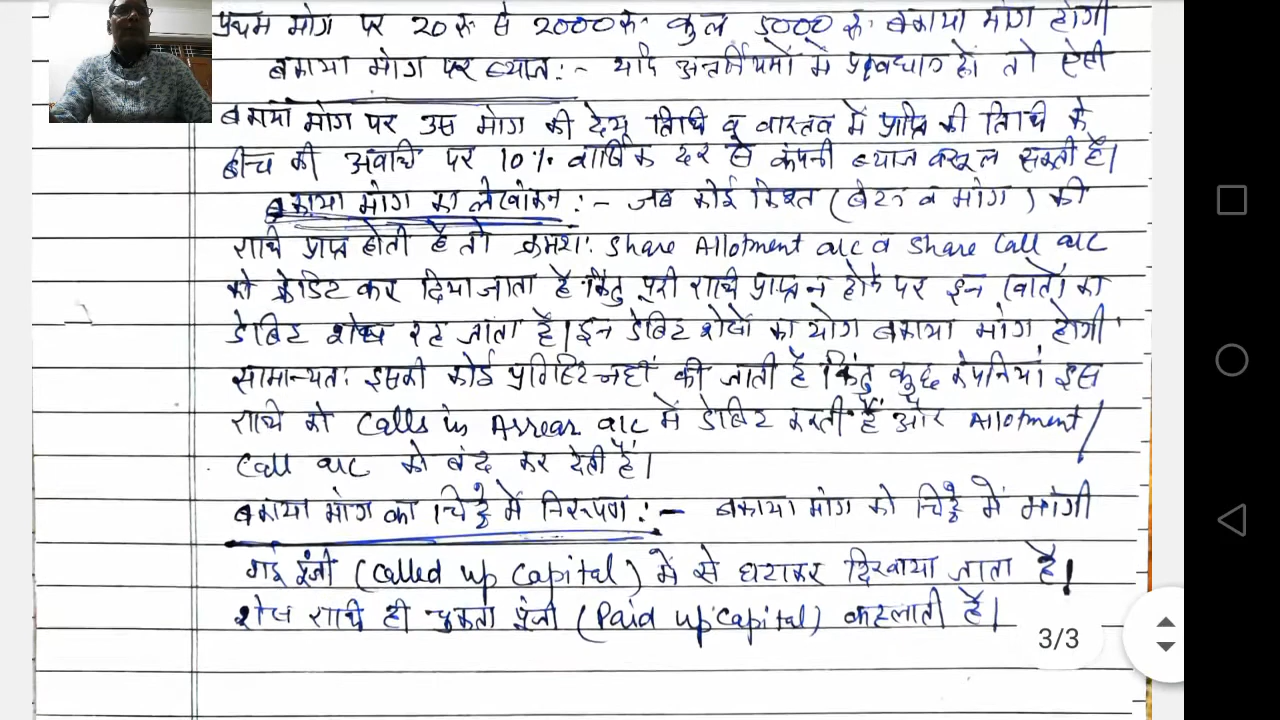 प्रथम मांग पर 20 रु से 2000 रु कुल 5000 रु बकाया मांग होगी
बकाया मांग पर ब्याज :- यदि अन्तर्नियमों में प्रावधान हो तो ऐसी
बकाया मांग पर उस मांग की देय तिथि व वास्तव में प्राप्ति की तिथि के
बीच की अवधि पर 10% वार्षिक दर से कंपनी ब्याज वसूल सकती है।
बकाया मांग का लेखांकन :- जब कोई किश्त ( व मांग ) की
राशि प्राप्त होती है तो क्रमशः Share Allotment a/c व Share Call a/c
को क्रेडिट कर दिया जाता है किंतु पूरी राशि प्राप्त न होने पर इन खातों का
डेबिट शेष रह जाता है। इन डेबिट शेषों का योग बकाया मांग होगी
सामान्यतः इसकी कोई प्रविष्टि नहीं की जाती है किंतु कुछ कंपनियां इस
राशि को Calls in Arrear a/c में डेबिट करती हैं और Allotment/
Call a/c को बंद कर देती हैं।
बकाया मांग का चिट्ठे में निरूपण :- बकाया मांग को चिट्ठे में मांगी
गई पूंजी (Called up Capital) में से घटाकर दिखाया जाता है।
शेष राशि ही चुकता पूंजी (Paid up Capital) कहलाती है।
3/3